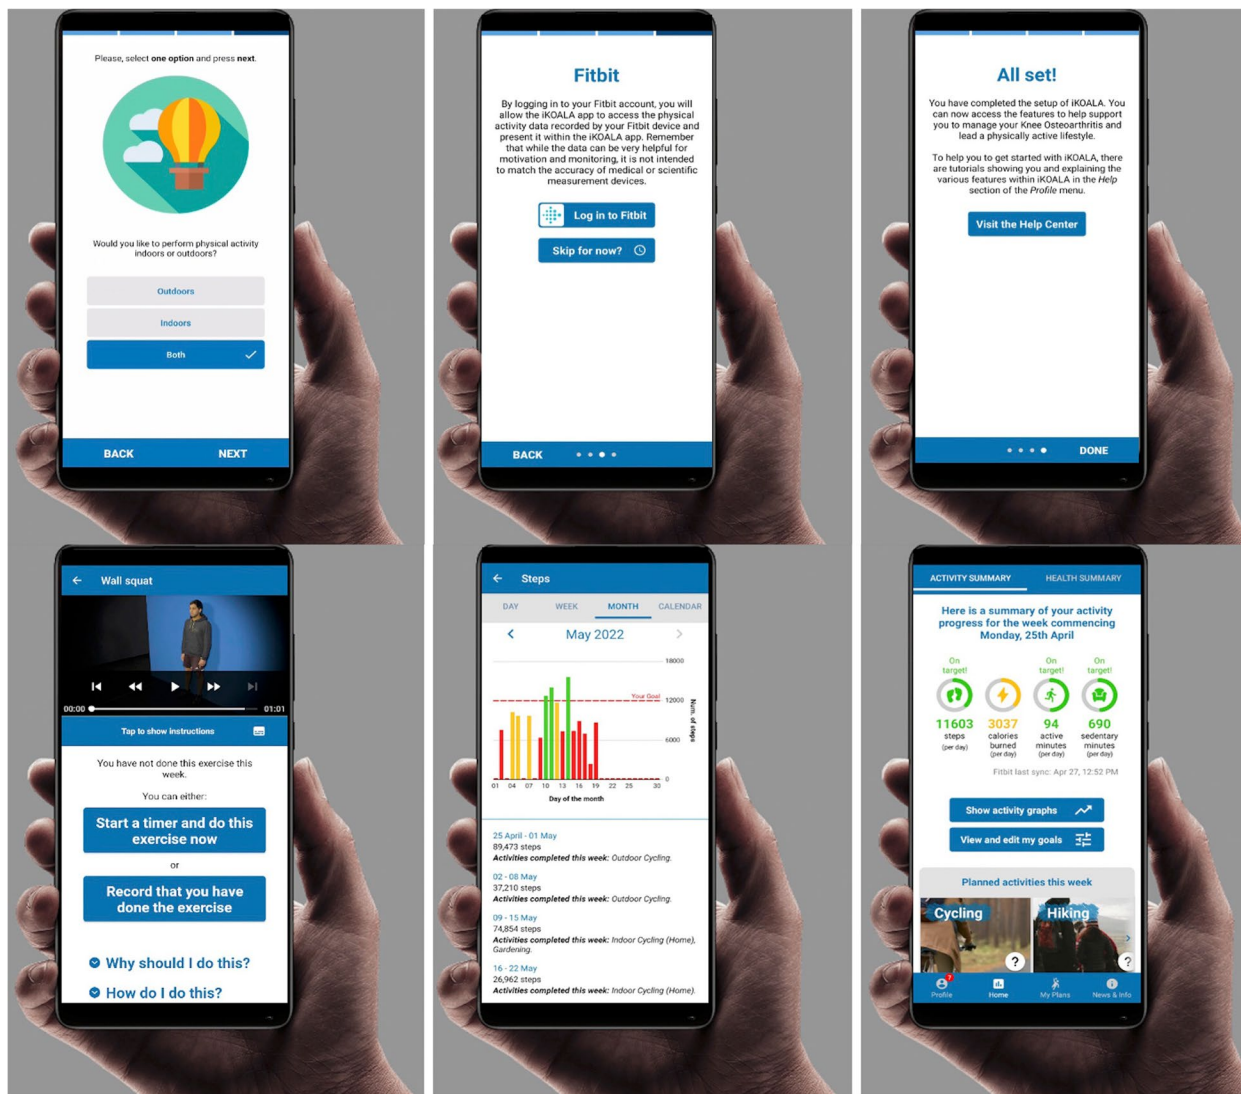 Please, select one option and press next.
Would you like to perform physical activity
indoors or outdoors?
Outdoors
Indoors
Both
BACK NEXT
Fitbit
By logging in to your Fitbit account, you will
allow the iKOALA app to access the physical
activity data recorded by your Fitbit device and
present it within the iKOALA app. Remember
that while the data can be very helpful for
motivation and monitoring, it is not intended
to match the accuracy of medical or scientific
measurement devices.
Log in to Fitbit
Skip for now?
BACK
All set!
You have completed the setup of iKOALA. You
can now access the features to help support
you to manage your Knee Osteoarthritis and
lead a physically active lifestyle.
To help you to get started with iKOALA, there
are tutorials showing you and explaining the
various features within iKOALA in the Help
section of the Profile menu.
Visit the Help Center
DONE
Wall squat
00:00 01:01
Tap to show instructions
You have not done this exercise this
week.
You can either:
Start a timer and do this
exercise now
or
Record that you have
done the exercise
Why should I do this?
How do I do this?
Steps
DAY WEEK MONTH CALENDAR
May 2022
18000
Your Goal
12000
6000
0
Num. of steps
01 04 07 10 13 16 19 22 25 30
Day of the month
25 April - 01 May
89,473 steps
Activities completed this week: Outdoor Cycling.
02 - 08 May
37,210 steps
Activities completed this week: Outdoor Cycling.
09 - 15 May
74,854 steps
Activities completed this week: Indoor Cycling (Home),
Gardening.
16 - 22 May
26,962 steps
Activities completed this week: Indoor Cycling (Home).
ACTIVITY SUMMARY HEALTH SUMMARY
Here is a summary of your activity
progress for the week commencing
Monday, 25th April
On On On
target! target! target!
11603 3037 94 690
steps calories active sedentary
(per day) burned minutes minutes
(per day) (per day) (per day)
Fitbit last sync: Apr 27, 12:52 PM
Show activity graphs
View and edit my goals
Planned activities this week
Cycling Hiking
? ?
Profile Home My Plans News & Info